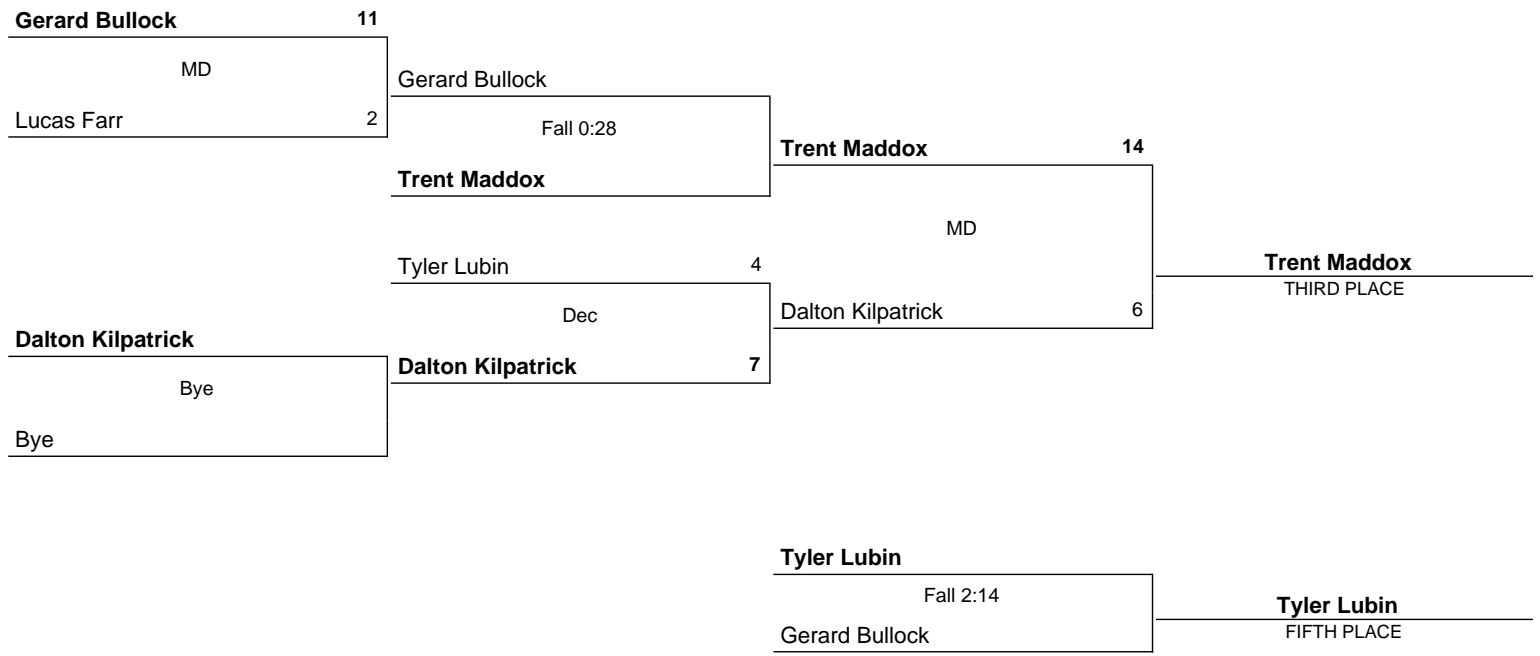 Gerard Bullock 11
MD
Lucas Farr 2
Gerard Bullock
Fall 0:28
Trent Maddox
Trent Maddox 14
MD
Dalton Kilpatrick 6
Tyler Lubin 4
Dec
Dalton Kilpatrick 7
Dalton Kilpatrick
Bye
Bye
Trent Maddox
THIRD PLACE
Tyler Lubin
Fall 2:14
Gerard Bullock
Tyler Lubin
FIFTH PLACE